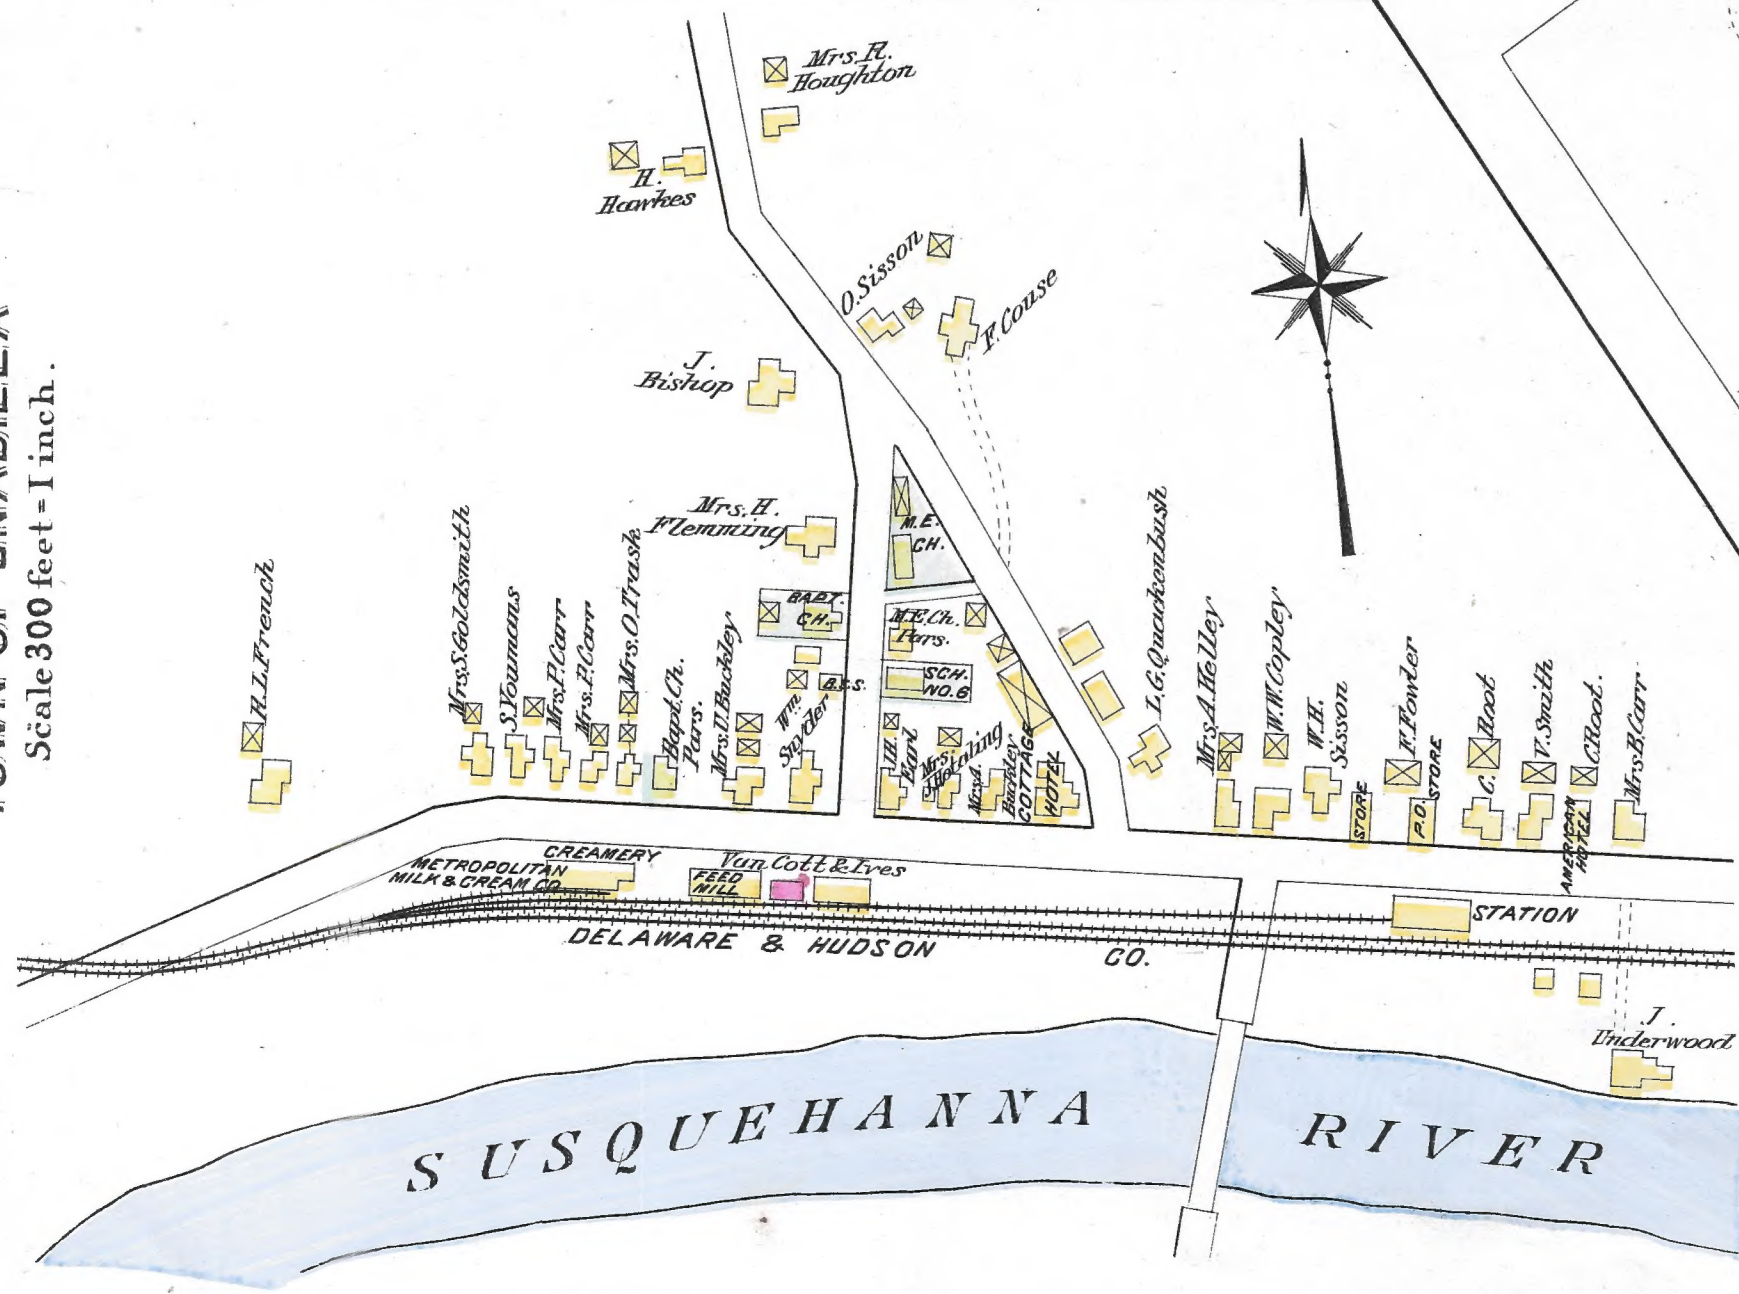 Scale 300 feet = 1 inch.
Mrs. R.
Houghton
H.
Hawkes
O. Sisson
F. Couse
J.
Bishop
Mrs. H.
Flemming
M.E.
CH.
BAPT.
CH.
M.E. Ch.
Pars.
SCH.
NO. 6
B.S.S.
R.L. French
Mrs. S. Goldsmith
S. Youmans
Mrs. P. Carr
Mrs. P. Carr
Mrs. O. Trask
Bapt. Ch.
Pars.
Mrs. U. Buckley
Wm.
Snyder
J.H.
Earl
Mrs.
J. Hotaling
Mrs. A.
Buckley
COTTAGE
HOTEL
L.G. Quackenbush
Mrs. A. Helley
W.W. Copley
W.H.
Sisson
STORE
F. Fowler
P.O.
STORE
C. Root
V. Smith
AMERICAN
HOTEL
C. Root.
Mrs. B. Carr
CREAMERY
METROPOLITAN
MILK & CREAM CO.
FEED
MILL
Van Cott & Ives
STATION
DELAWARE & HUDSON CO.
J.
Underwood
SUSQUEHANNA RIVER